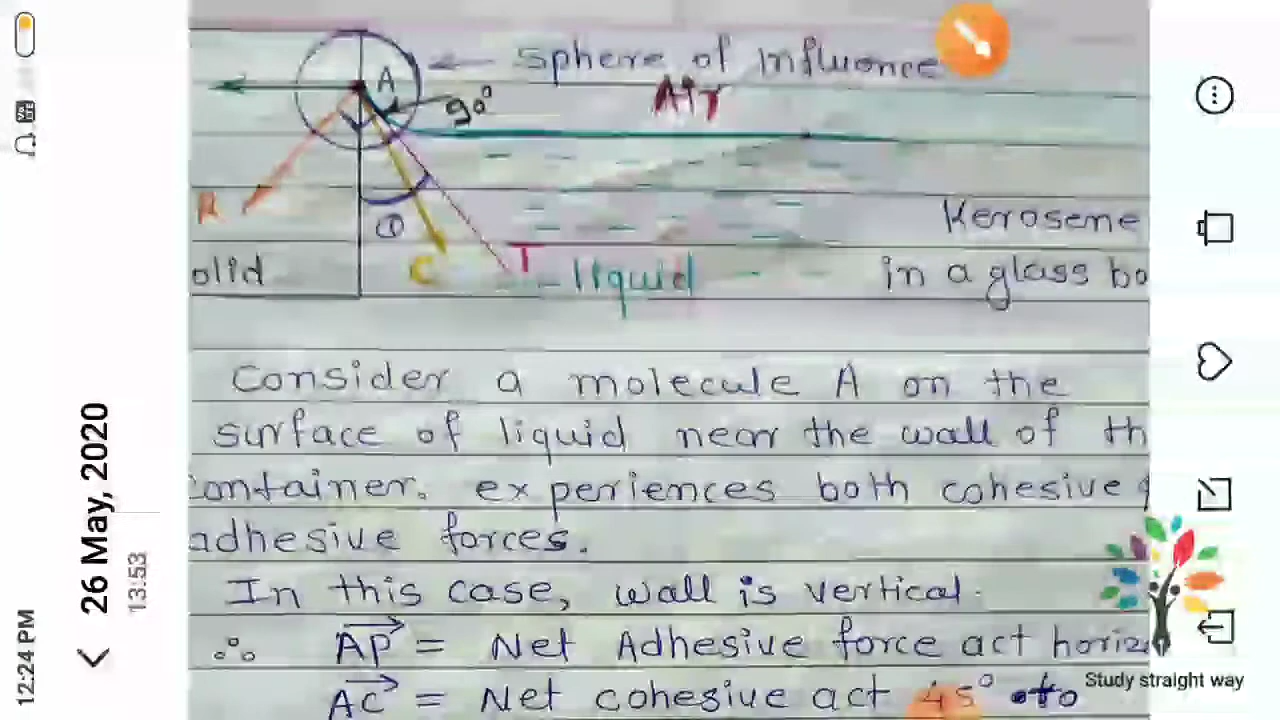 ← sphere of influence
A
90°
Air
R
θ
Kerosene
olid
C
T
liquid
in a glass bo
Consider a molecule A on the
surface of liquid near the wall of th
container. experiences both cohesive &
adhesive forces.
In this case, wall is vertical.
∴ AP = Net Adhesive force act horiz
AC = Net cohesive act 45° to
26 May, 2020
13:53
12:24 PM
Study straight way